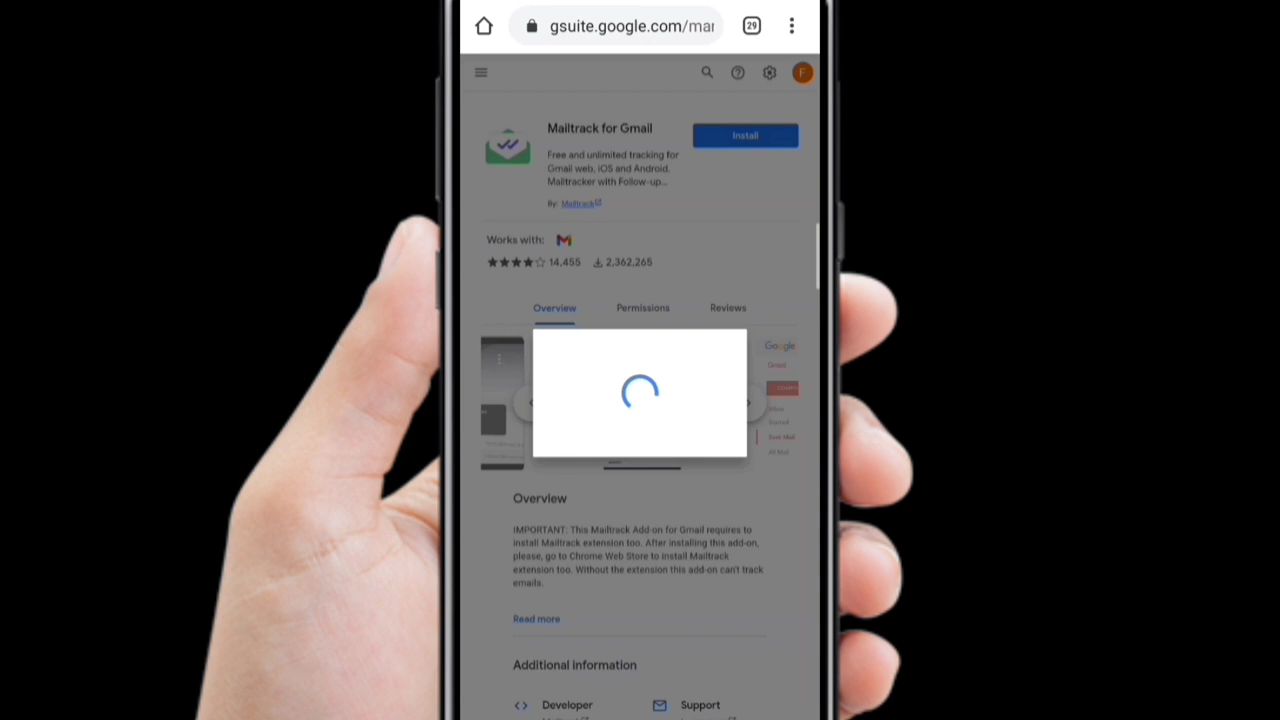 gsuite.google.com/mar
29
F
Mailtrack for Gmail
Install
Free and unlimited tracking for
Gmail web, iOS and Android.
Mailtracker with Follow-up...
By: Mailtrack
Works with:
14,455
2,362,265
Overview
Permissions
Reviews
Google
Gmail
Sent Mail
All Mail
Overview
IMPORTANT: This Mailtrack Add-on for Gmail requires to
install Mailtrack extension too. After installing this add-on,
please, go to Chrome Web Store to install Mailtrack
extension too. Without the extension this add-on can't track
emails.
Read more
Additional information
Developer
Support